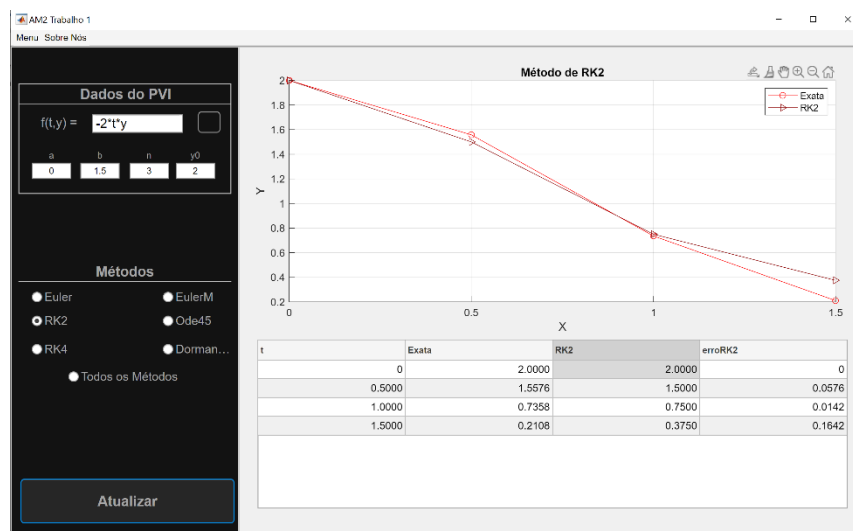 AM2 Trabalho 1
Menu Sobre Nós
Dados do PVI
f(t,y) = -2*t*y
a b n y0
0 1.5 3 2
Métodos
Euler EulerM
RK2 Ode45
RK4 Dorman...
Todos os Métodos
Atualizar
Método de RK2
Exata
RK2
2
1.8
1.6
1.4
1.2
1
0.8
0.6
0.4
0.2
Y
0 0.5 1 1.5
X
t Exata RK2 erroRK2
0 2.0000 2.0000 0
0.5000 1.5576 1.5000 0.0576
1.0000 0.7358 0.7500 0.0142
1.5000 0.2108 0.3750 0.1642